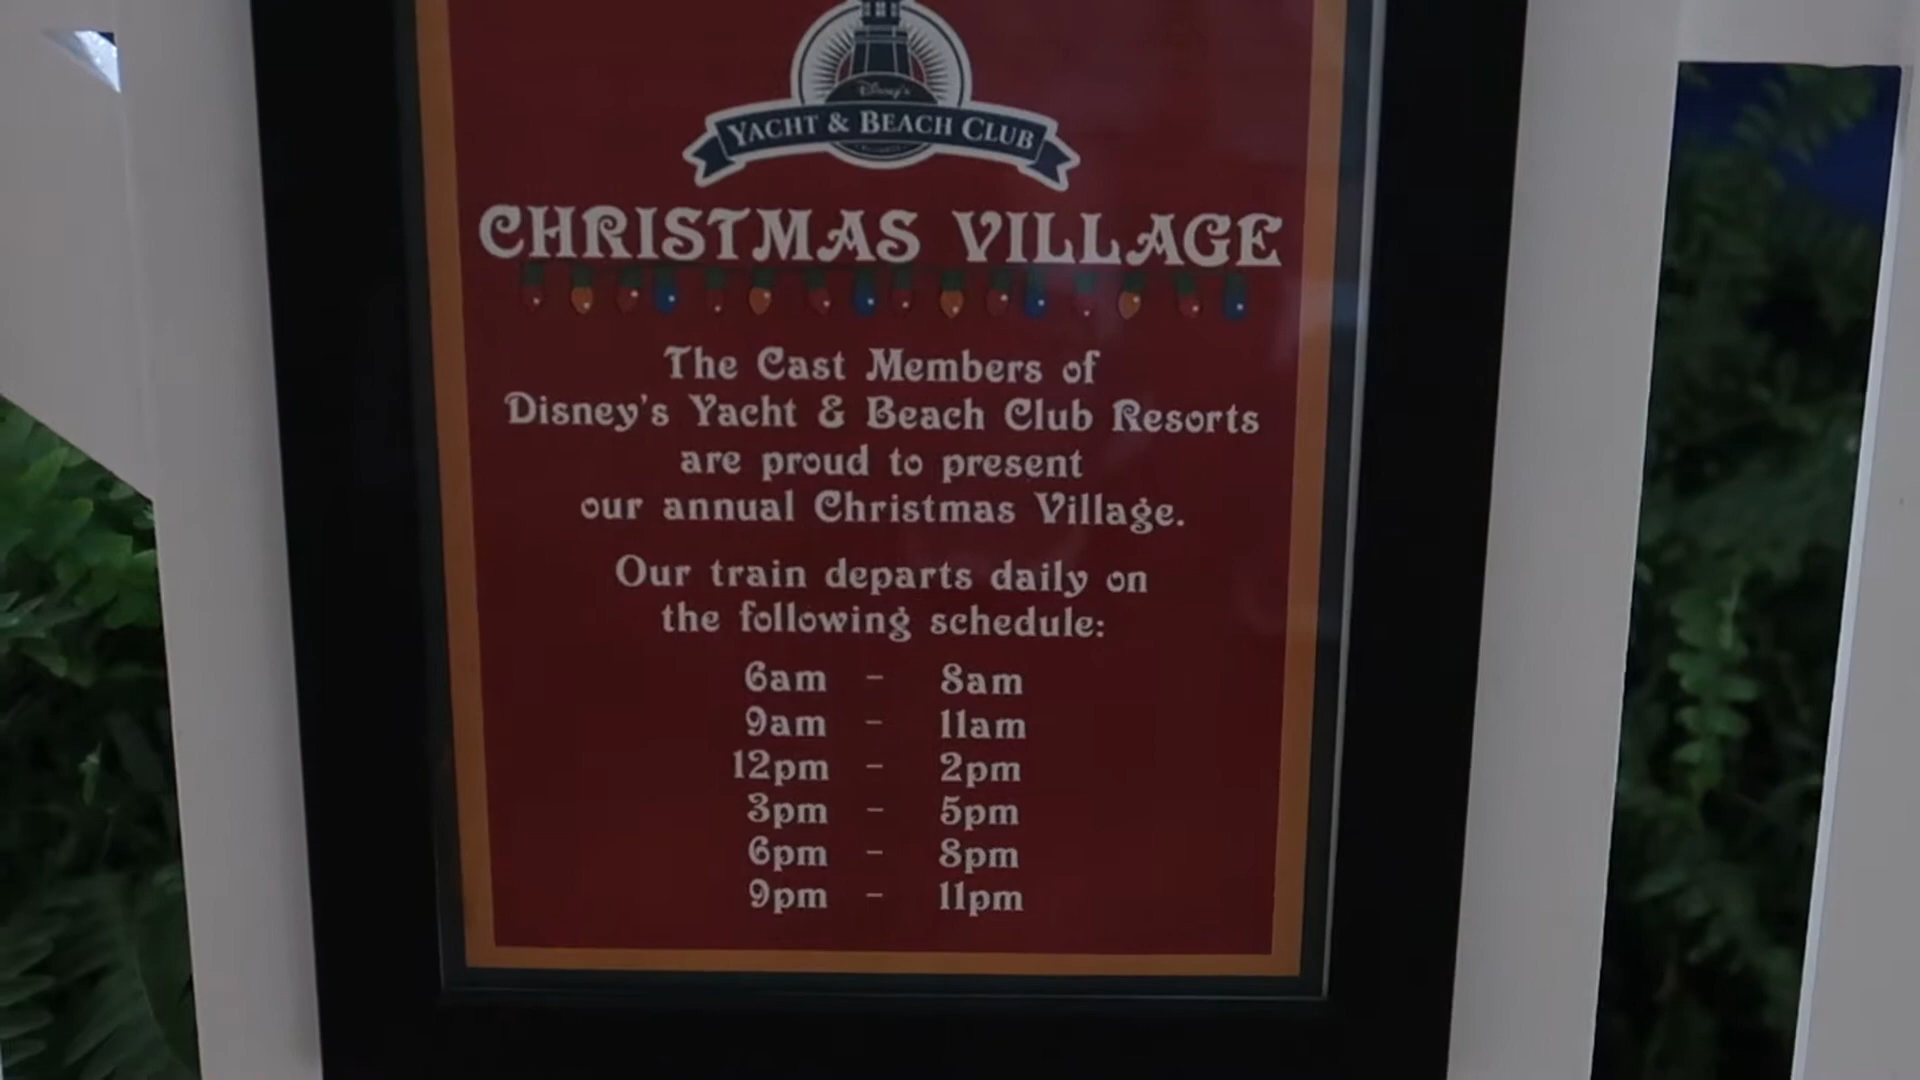 Disney's
YACHT & BEACH CLUB
CHRISTMAS VILLAGE
The Cast Members of
Disney's Yacht & Beach Club Resorts
are proud to present
our annual Christmas Village.
Our train departs daily on
the following schedule:
6am - 8am
9am - 11am
12pm - 2pm
3pm - 5pm
6pm - 8pm
9pm - 11pm